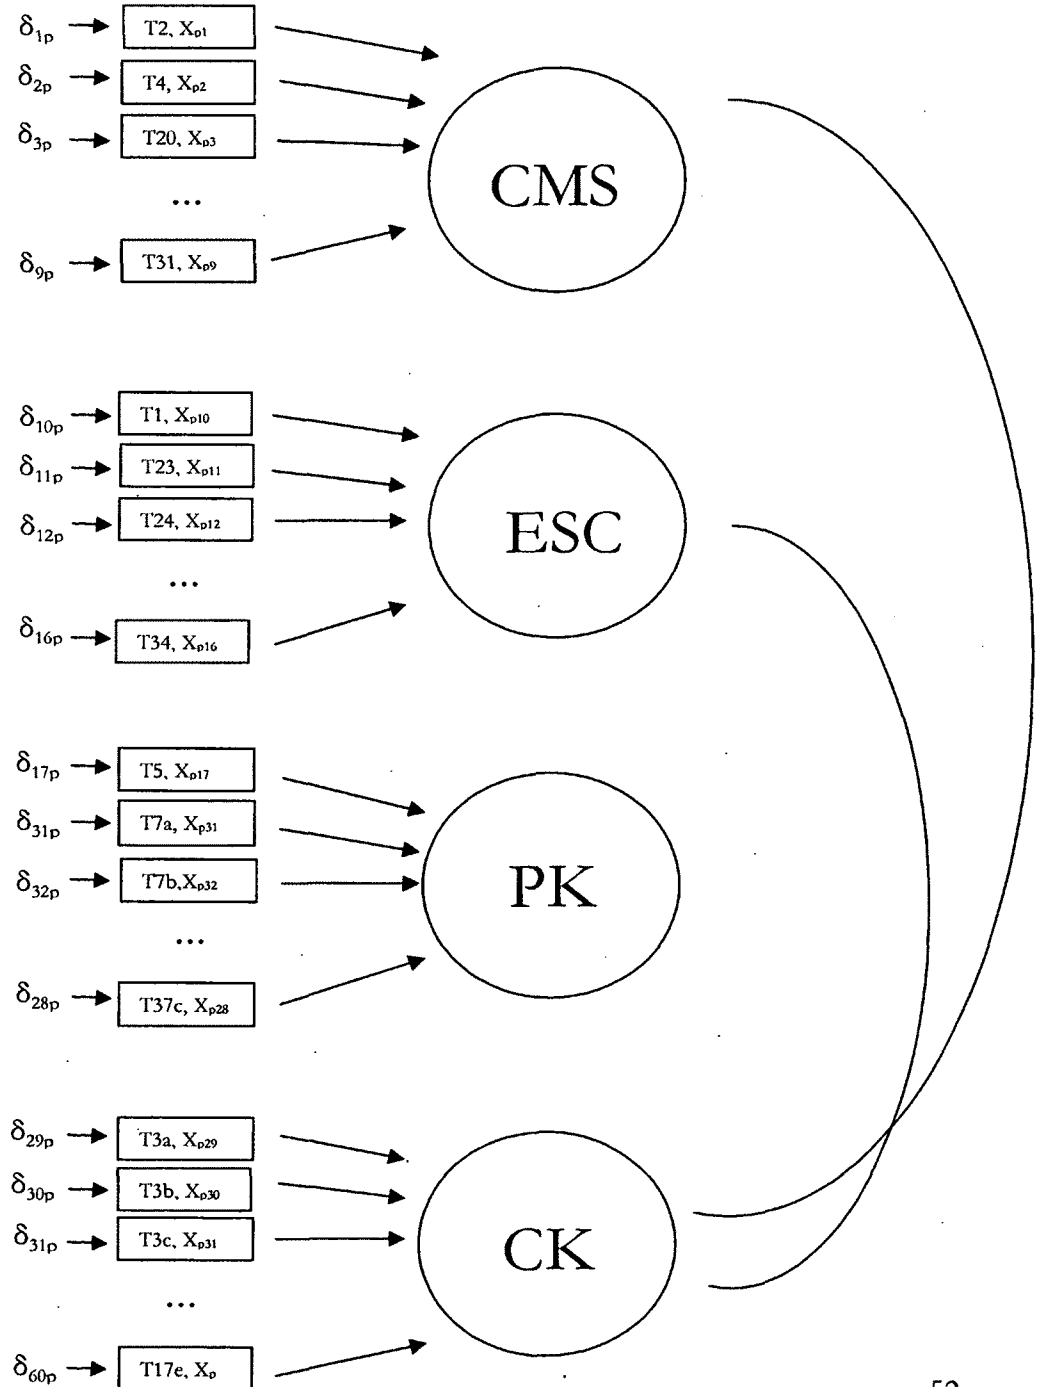 δ1p T2, Xp1
δ2p T4, Xp2
δ3p T20, Xp3
...
δ9p T31, Xp9
CMS
δ10p T1, Xp10
δ11p T23, Xp11
δ12p T24, Xp12
...
δ16p T34, Xp16
ESC
δ17p T5, Xp17
δ31p T7a, Xp31
δ32p T7b,Xp32
...
δ28p T37c, Xp28
PK
δ29p T3a, Xp29
δ30p T3b, Xp30
δ31p T3c, Xp31
...
δ60p T17e, Xp
CK